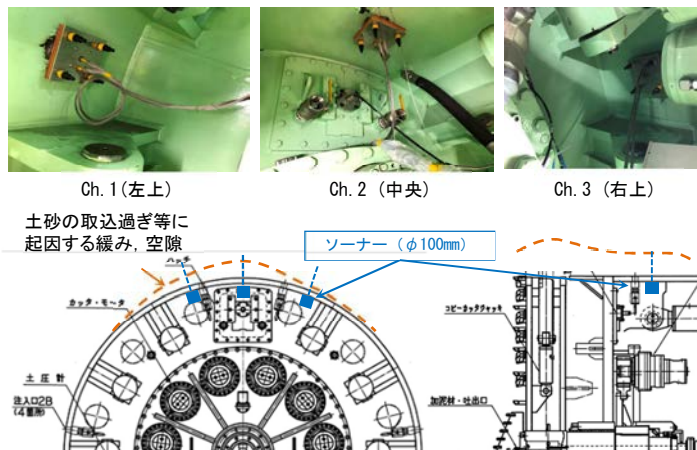 Ch.1(左上)
Ch.2 (中央)
Ch.3 (右上)
土砂の取込過ぎ等に
起因する緩み,空隙
ソーナー(φ100mm)
ハッチ
カッタ・モータ
コピーカッタジャッキ
土圧計
注入口2B
(4箇所)
加泥材・吐出口